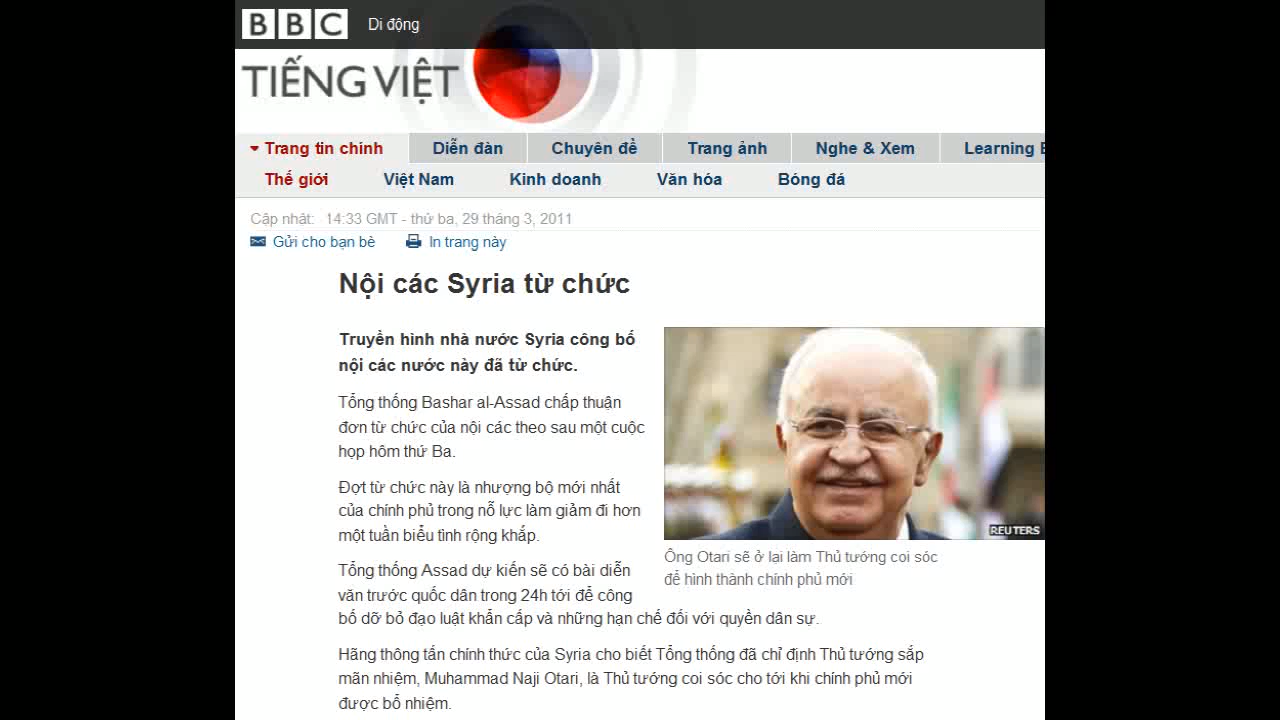 BBC Di động
TIẾNG VIỆT
Trang tin chính Diễn đàn Chuyên đề Trang ảnh Nghe & Xem Learning
Thế giới Việt Nam Kinh doanh Văn hóa Bóng đá
Cập nhật: 14:33 GMT - thứ ba, 29 tháng 3, 2011
Gửi cho bạn bè In trang này
Nội các Syria từ chức
Truyền hình nhà nước Syria công bố
nội các nước này đã từ chức.
Tổng thống Bashar al-Assad chấp thuận
đơn từ chức của nội các theo sau một cuộc
họp hôm thứ Ba.
Đợt từ chức này là nhượng bộ mới nhất
của chính phủ trong nỗ lực làm giảm đi hơn
một tuần biểu tình rộng khắp.
REUTERS
Ông Otari sẽ ở lại làm Thủ tướng coi sóc
để hình thành chính phủ mới
Tổng thống Assad dự kiến sẽ có bài diễn
văn trước quốc dân trong 24h tới để công
bố dỡ bỏ đạo luật khẩn cấp và những hạn chế đối với quyền dân sự.
Hãng thông tấn chính thức của Syria cho biết Tổng thống đã chỉ định Thủ tướng sắp
mãn nhiệm, Muhammad Naji Otari, là Thủ tướng coi sóc cho tới khi chính phủ mới
được bổ nhiệm.